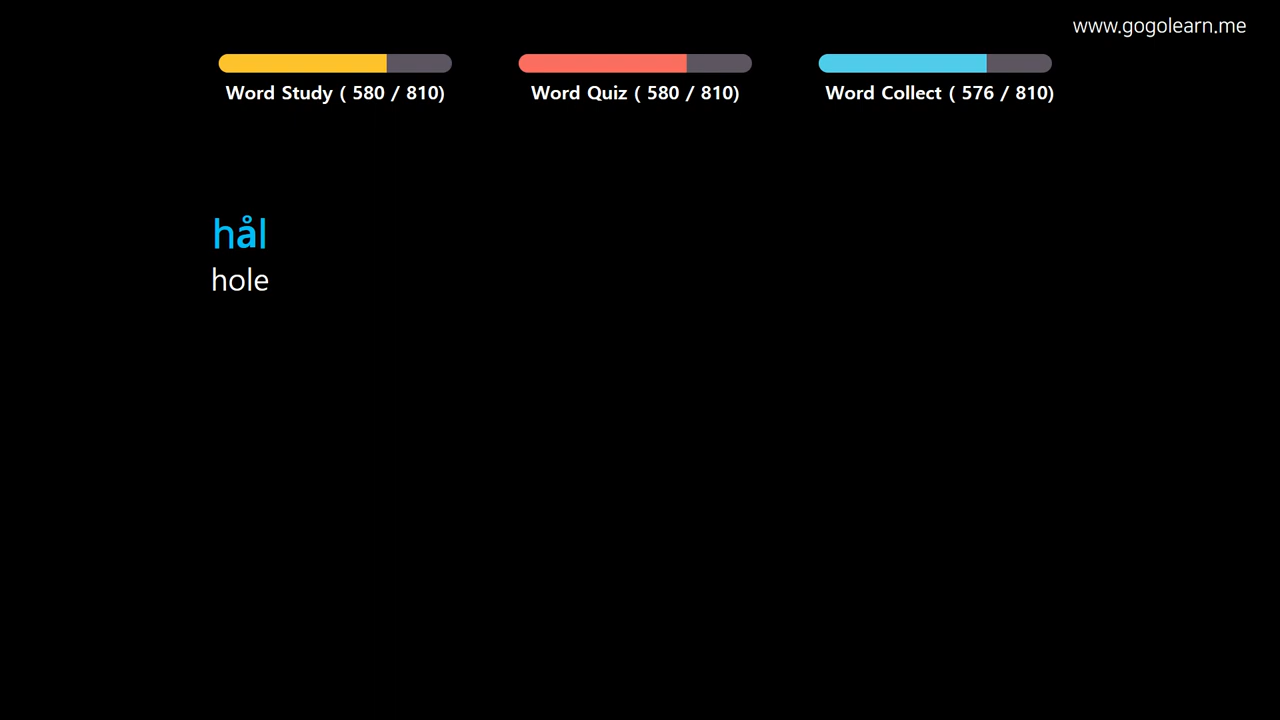 www.gogolearn.me
Word Study ( 580 / 810)
Word Quiz ( 580 / 810)
Word Collect ( 576 / 810)
hål
hole